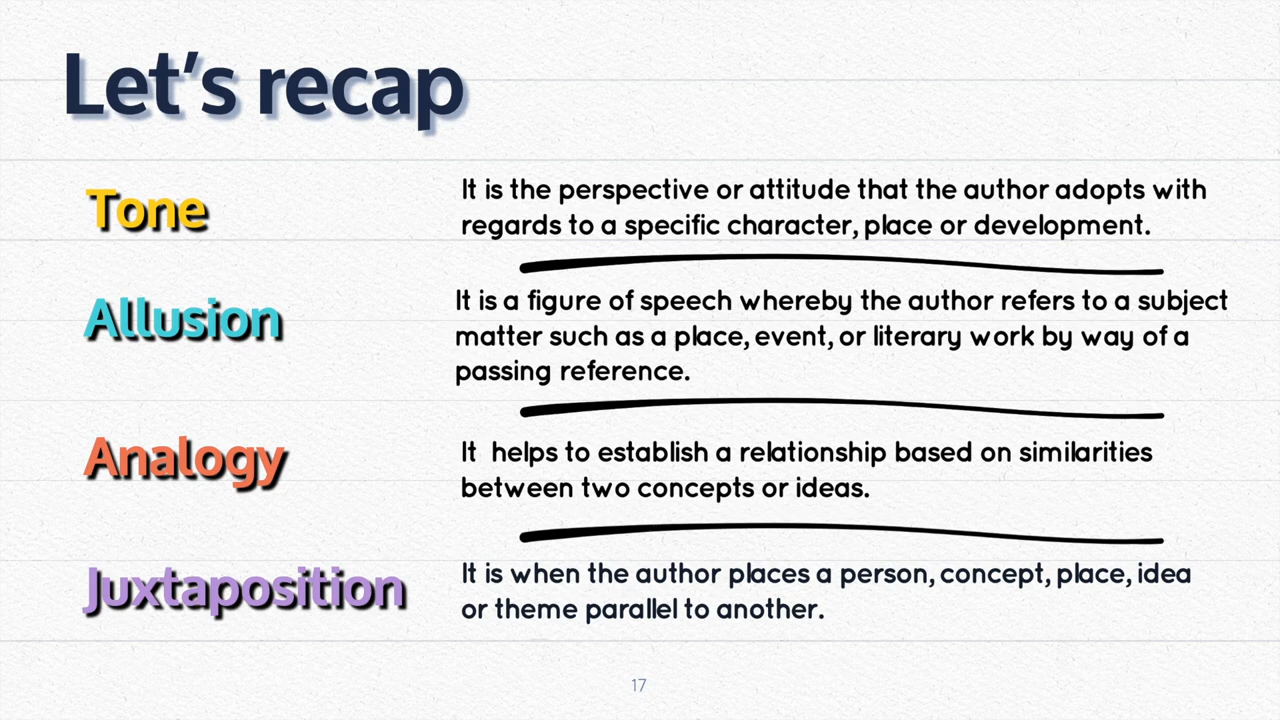 Let's recap
Tone
It is the perspective or attitude that the author adopts with
regards to a specific character, place or development.
Allusion
It is a figure of speech whereby the author refers to a subject
matter such as a place, event, or literary work by way of a
passing reference.
Analogy
It helps to establish a relationship based on similarities
between two concepts or ideas.
Juxtaposition
It is when the author places a person, concept, place, idea
or theme parallel to another.
17